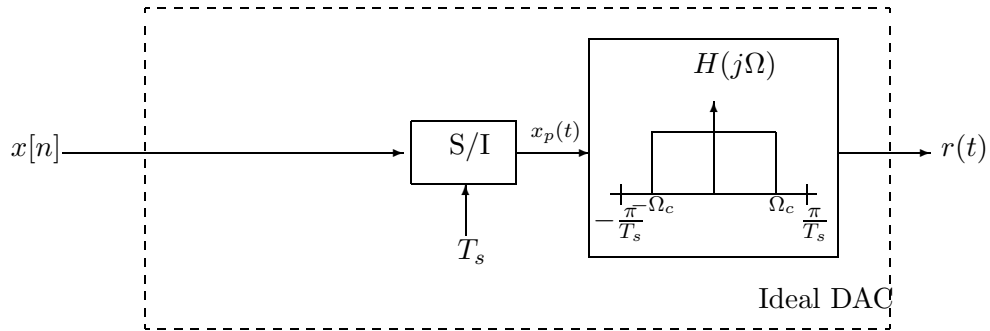 H(jΩ)
x[n]
S/I
x_p(t)
r(t)
−Ω_c
Ω_c
−π/T_s
π/T_s
T_s
Ideal DAC